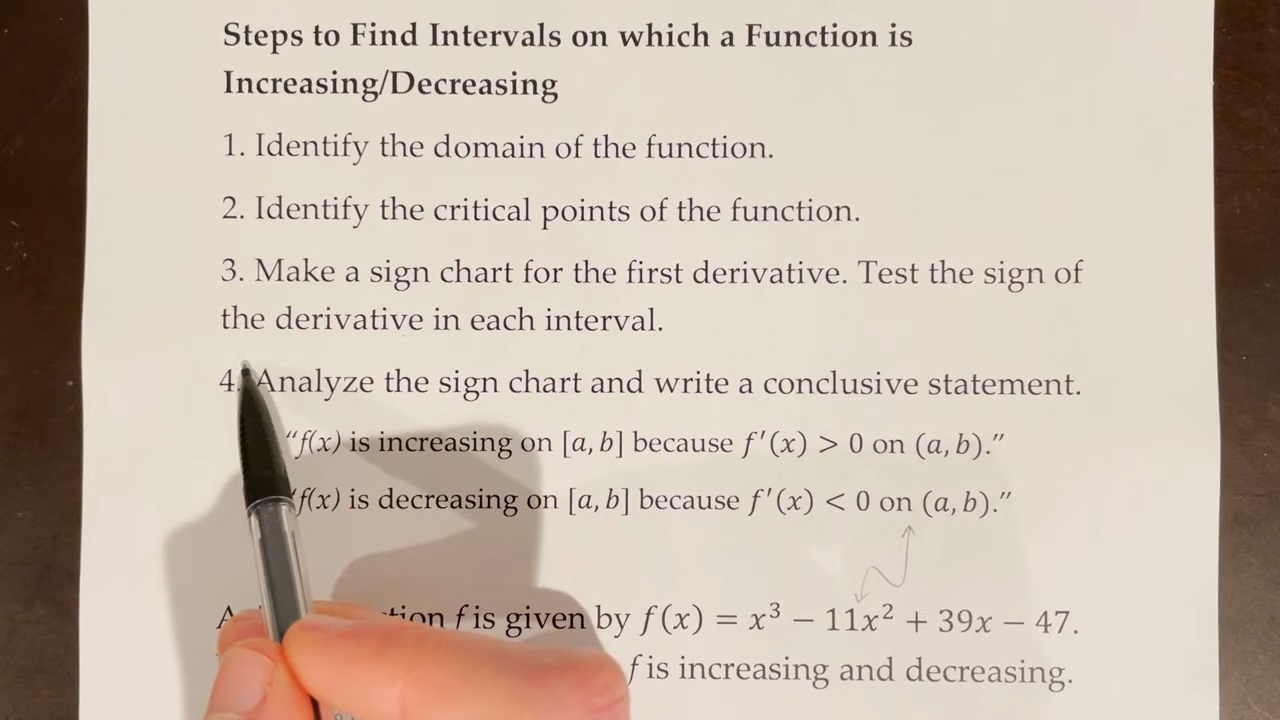 Steps to Find Intervals on which a Function is
Increasing/Decreasing
1. Identify the domain of the function.
2. Identify the critical points of the function.
3. Make a sign chart for the first derivative. Test the sign of
the derivative in each interval.
4. Analyze the sign chart and write a conclusive statement.
"f(x) is increasing on [a, b] because f′(x) > 0 on (a, b)."
f(x) is decreasing on [a, b] because f′(x) < 0 on (a, b)."
f is given by f(x) = x³ − 11x² + 39x − 47.
f is increasing and decreasing.